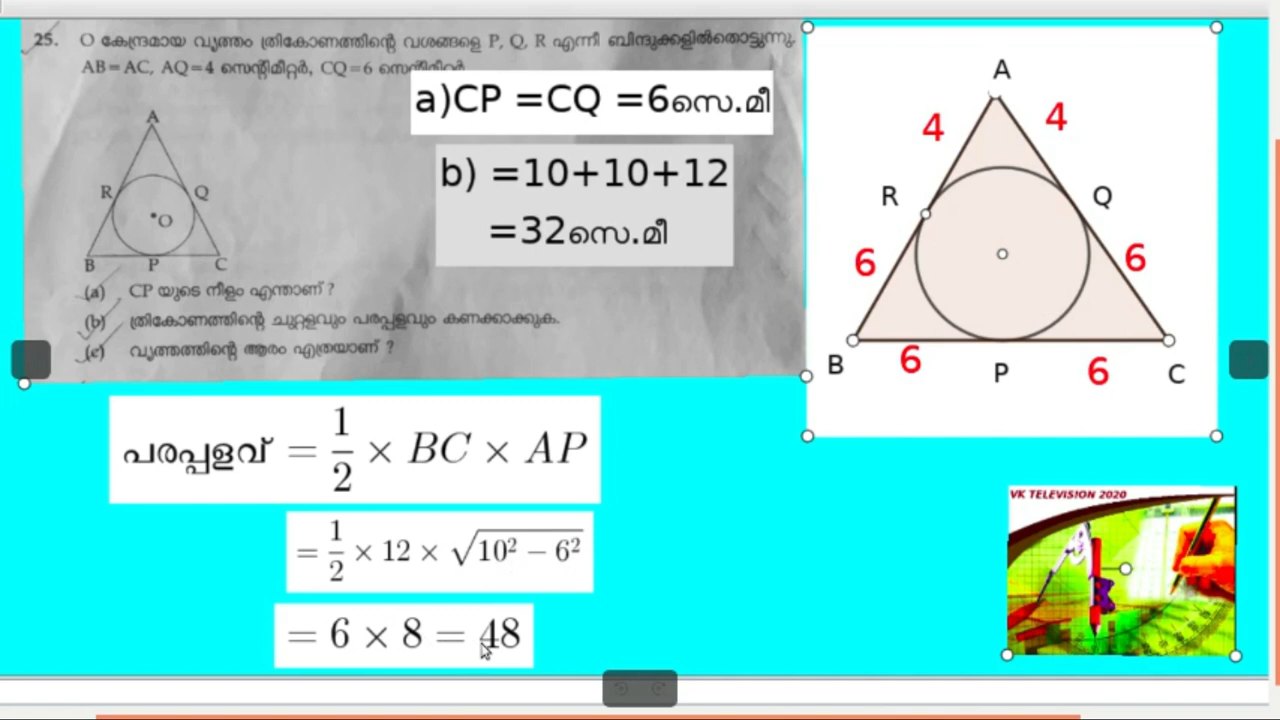 25. O കേന്ദ്രമായ വൃത്തം ത്രികോണത്തിന്റെ വശങ്ങളെ P, Q, R എന്നീ ബിന്ദുക്കളിൽതൊട്ടുന്നു.
AB=AC, AQ=4 സെന്റിമീറ്റർ, CQ=6 സെന്റിമീറ്റർ
a)CP =CQ =6സെ.മീ
b) =10+10+12
=32സെ.മീ
A
R Q
O
B P C
(a) CP യുടെ നീളം എന്താണ് ?
(b) ത്രികോണത്തിന്റെ ചുറ്റളവും പരപ്പളവും കണക്കാക്കുക.
(c) വൃത്തത്തിന്റെ ആരം എത്രയാണ് ?
A
4 4
R Q
6 6
B 6 P 6 C
പരപ്പളവ് = 1/2 × BC × AP
= 1/2 × 12 × √(10² − 6²)
= 6 × 8 = 48
VK TELEVISION 2020